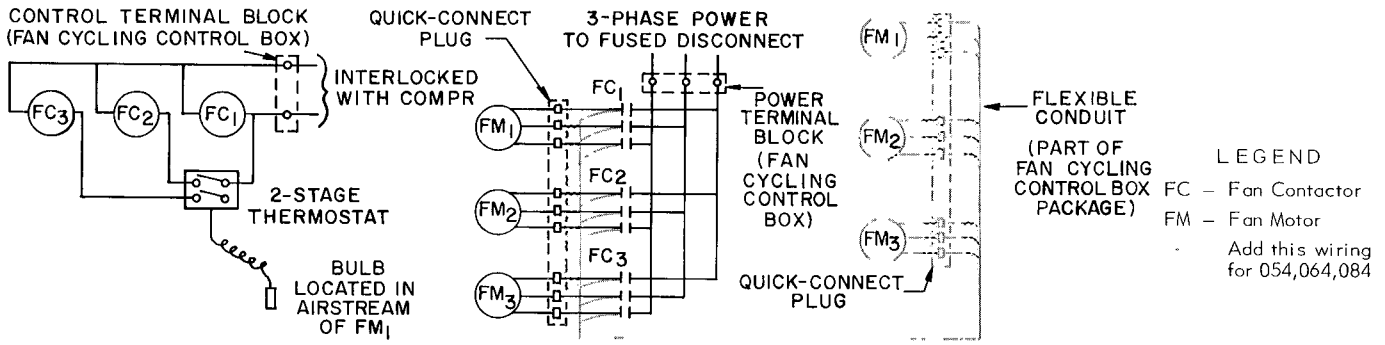 CONTROL TERMINAL BLOCK
(FAN CYCLING CONTROL BOX)
FC3
FC2
FC1
INTERLOCKED
WITH COMPR
2-STAGE
THERMOSTAT
BULB
LOCATED IN
AIRSTREAM
OF FM1
QUICK-CONNECT
PLUG
3-PHASE POWER
TO FUSED DISCONNECT
FC1
FM1
FC2
FM2
FC3
FM3
POWER
TERMINAL
BLOCK
(FAN
CYCLING
CONTROL
BOX)
FM1
FM2
FM3
QUICK-CONNECT
PLUG
FLEXIBLE
CONDUIT
(PART OF
FAN CYCLING
CONTROL BOX
PACKAGE)
LEGEND
FC – Fan Contactor
FM – Fan Motor
Add this wiring
for 054,064,084